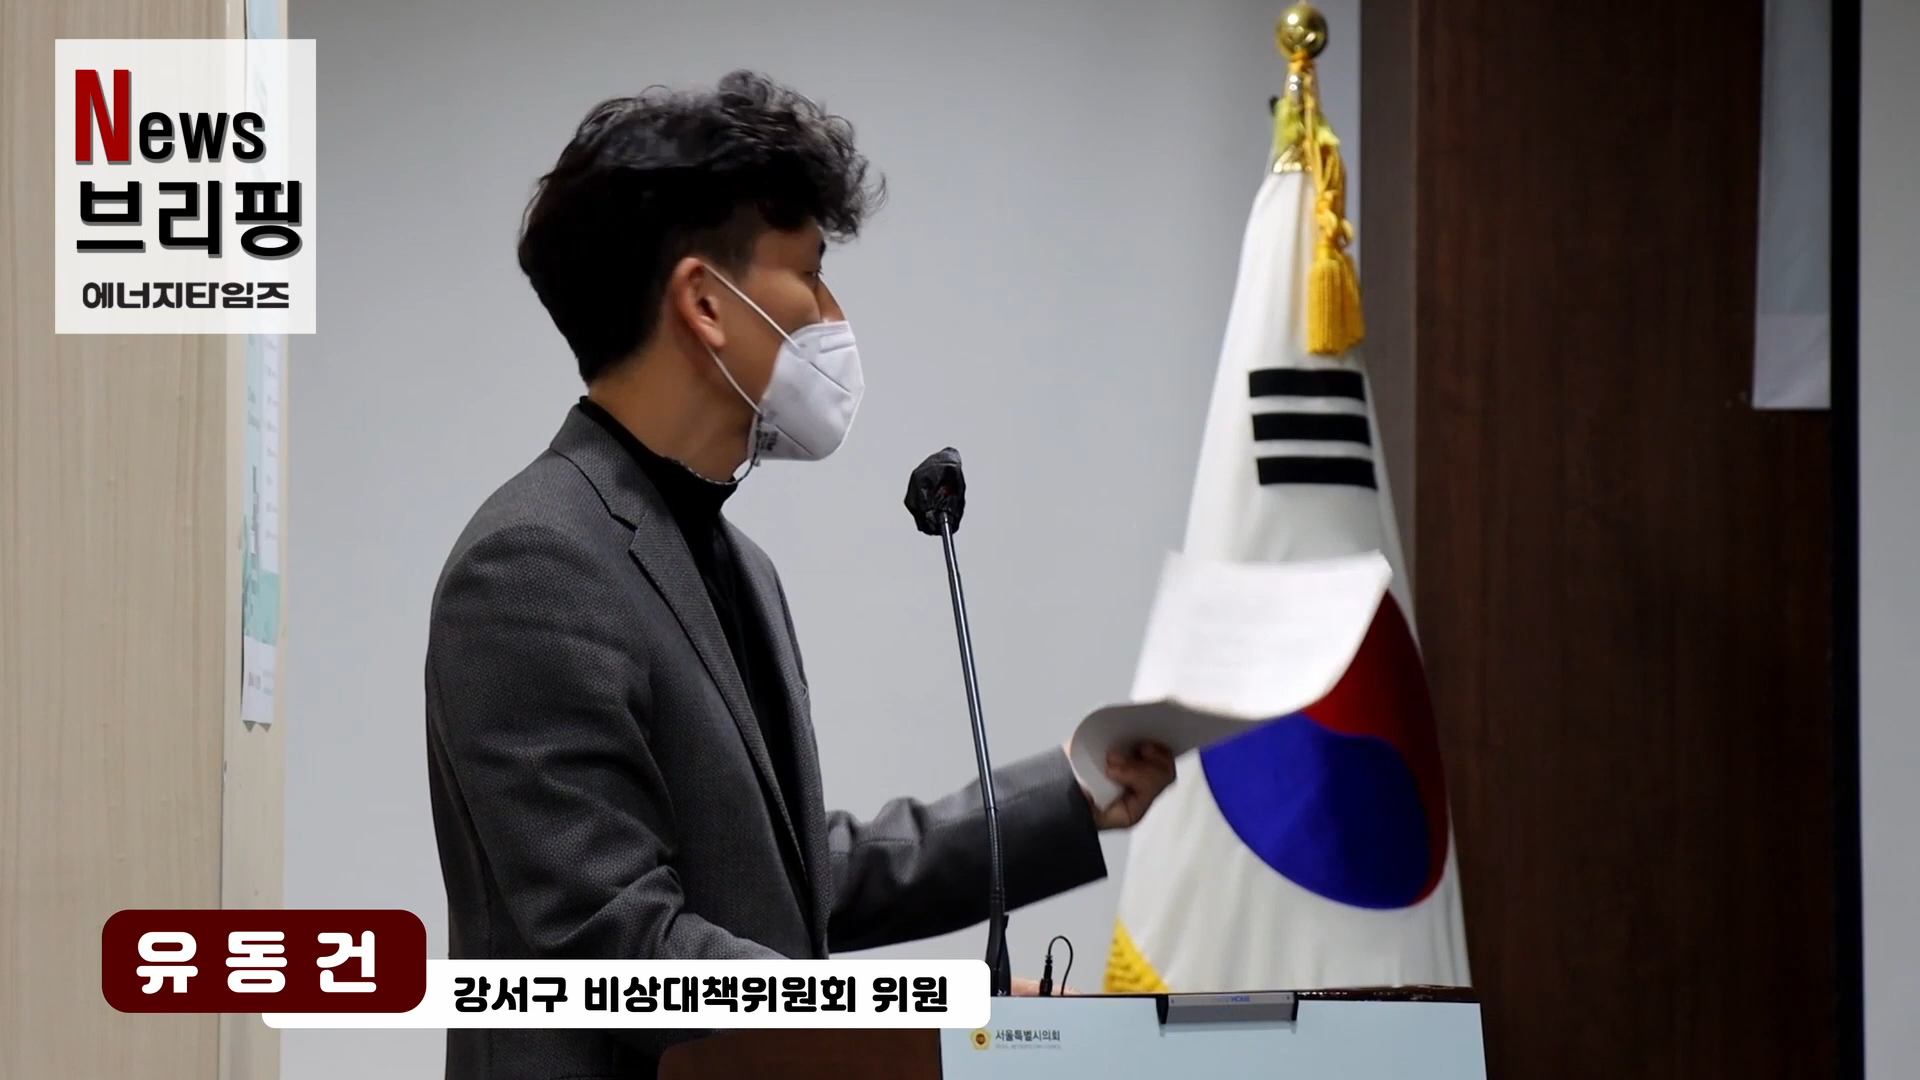 News
브리핑
에너지타임즈
유동건
강서구 비상대책위원회 위원
서울특별시의회